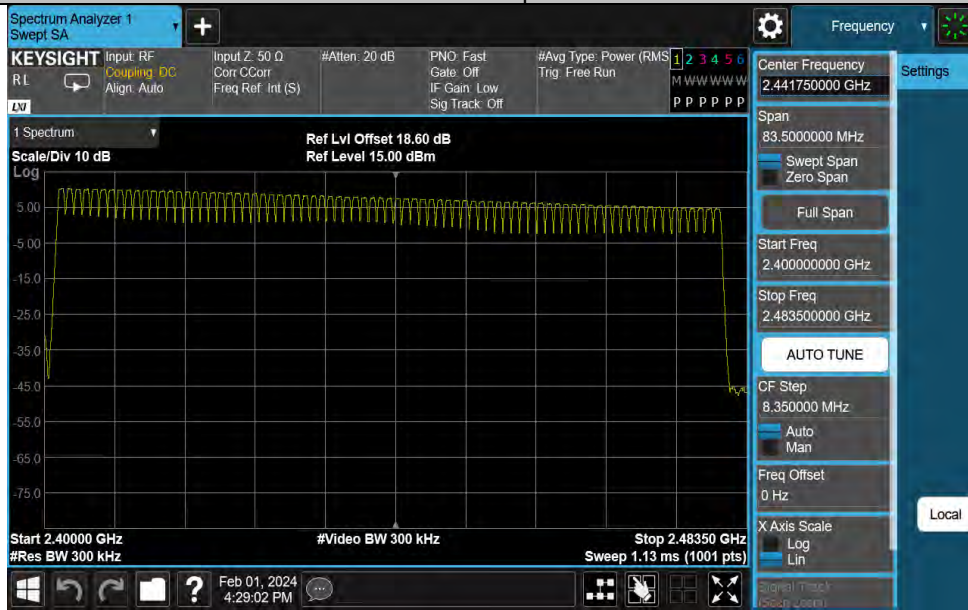 Spectrum Analyzer 1
Swept SA
Frequency
KEYSIGHT
RL
LXI
Input: RF
Coupling: DC
Align: Auto
Input Z: 50 Ω
Corr CCorr
Freq Ref: Int (S)
#Atten: 20 dB
PNO: Fast
Gate: Off
IF Gain: Low
Sig Track: Off
#Avg Type: Power (RMS
Trig: Free Run
1 2 3 4 5 6
M W W W W W
P P P P P P
Center Frequency
2.441750000 GHz
Settings
Span
83.5000000 MHz
Swept Span
Zero Span
Full Span
Start Freq
2.400000000 GHz
Stop Freq
2.483500000 GHz
AUTO TUNE
CF Step
8.350000 MHz
Auto
Man
Freq Offset
0 Hz
X Axis Scale
Log
Lin
Local
1 Spectrum
Scale/Div 10 dB
Log
Ref Lvl Offset 18.60 dB
Ref Level 15.00 dBm
5.00
-5.00
-15.0
-25.0
-35.0
-45.0
-55.0
-65.0
-75.0
Start 2.40000 GHz
#Res BW 300 kHz
#Video BW 300 kHz
Stop 2.48350 GHz
Sweep 1.13 ms (1001 pts)
?
Feb 01, 2024
4:29:02 PM